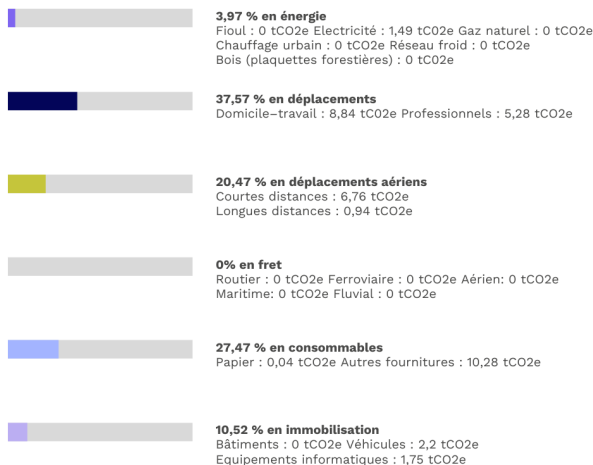 3,97 % en énergie
Fioul : 0 tCO2e Electricité : 1,49 tC02e Gaz naturel : 0 tCO2e
Chauffage urbain : 0 tCO2e Réseau froid : 0 tCO2e
Bois (plaquettes forestières) : 0 tC02e
37,57 % en déplacements
Domicile–travail : 8,84 tC02e Professionnels : 5,28 tCO2e
20,47 % en déplacements aériens
Courtes distances : 6,76 tCO2e
Longues distances : 0,94 tCO2e
0% en fret
Routier : 0 tCO2e Ferroviaire : 0 tCO2e Aérien: 0 tCO2e
Maritime: 0 tCO2e Fluvial : 0 tCO2e
27,47 % en consommables
Papier : 0,04 tCO2e Autres fournitures : 10,28 tCO2e
10,52 % en immobilisation
Bâtiments : 0 tCO2e Véhicules : 2,2 tCO2e
Equipements informatiques : 1,75 tCO2e